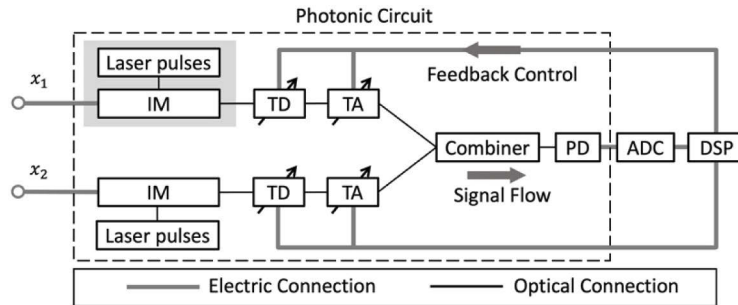 Photonic Circuit
Laser pulses
x₁
IM
TD
TA
Feedback Control
Combiner
PD
ADC
DSP
Signal Flow
x₂
IM
TD
TA
Laser pulses
Electric Connection
Optical Connection